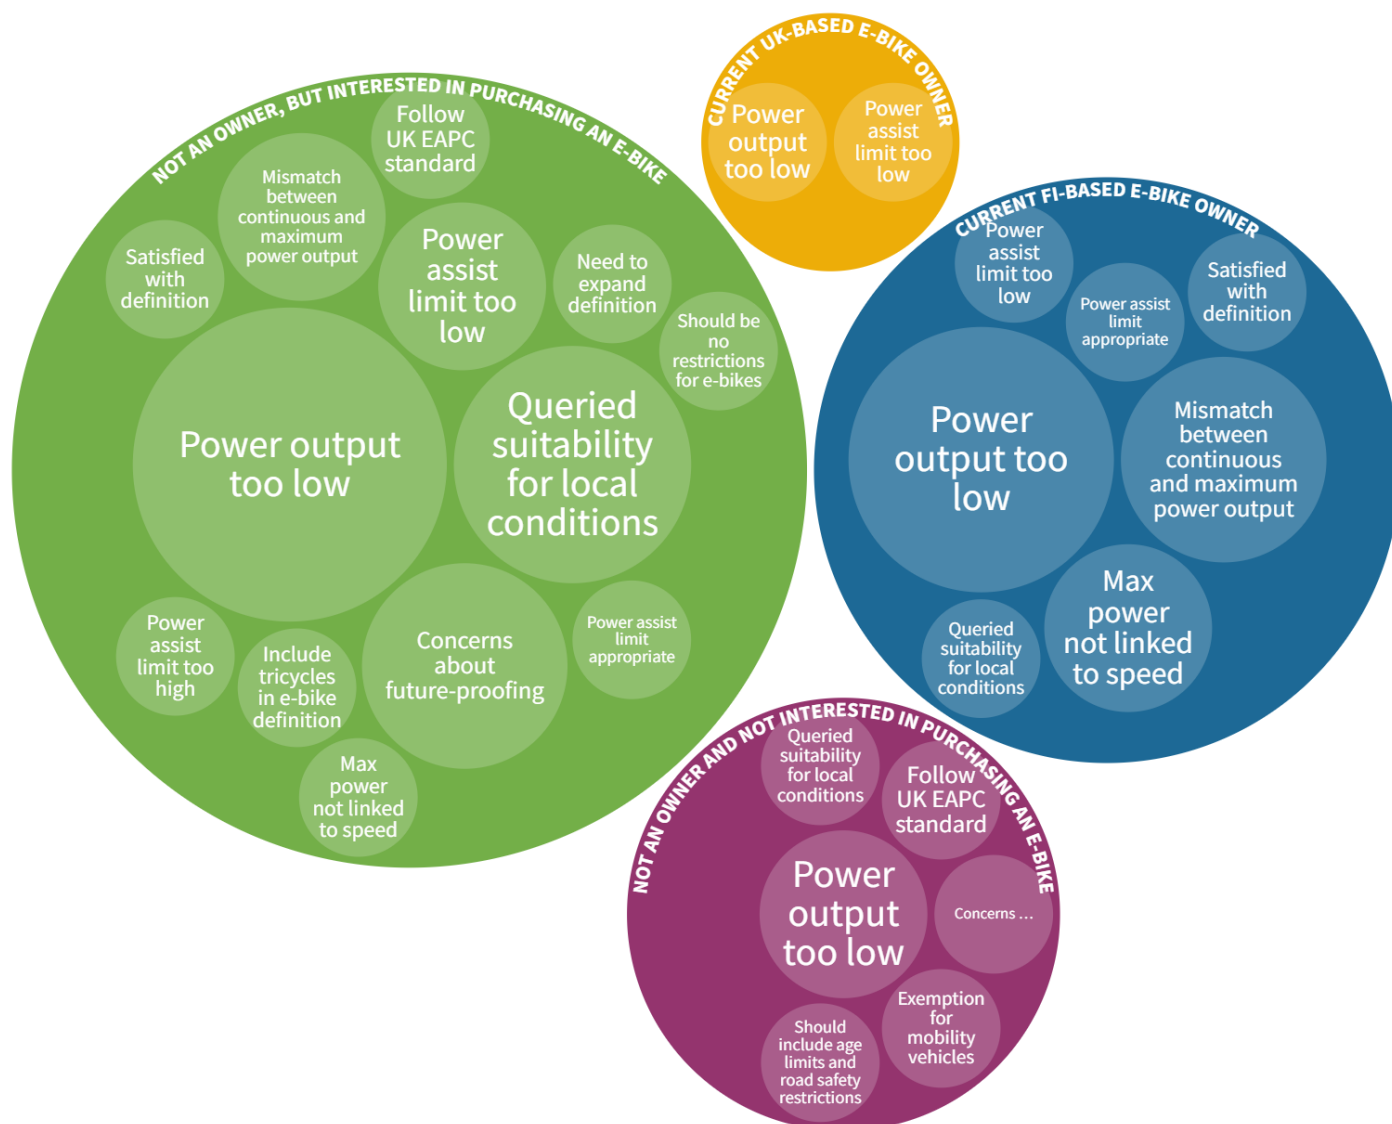 NOT AN OWNER, BUT INTERESTED IN PURCHASING AN E-BIKE
Follow
UK EAPC
standard
Mismatch
between
continuous and
maximum
power output
Satisfied
with
definition
Power
assist
limit too
low
Need to
expand
definition
Should be
no
restrictions
for e-bikes
Power output
too low
Queried
suitability
for local
conditions
Power
assist
limit too
high
Include
tricycles
in e-bike
definition
Concerns
about
future-proofing
Power assist
limit
appropriate
Max
power
not linked
to speed
CURRENT UK-BASED E-BIKE OWNER
Power
output
too low
Power
assist
limit too
low
CURRENT FI-BASED E-BIKE OWNER
Power
assist
limit too
low
Power assist
limit
appropriate
Satisfied
with
definition
Power
output too
low
Mismatch
between
continuous
and maximum
power output
Queried
suitability
for local
conditions
Max
power
not linked
to speed
NOT AN OWNER AND NOT INTERESTED IN PURCHASING AN E-BIKE
Queried
suitability
for local
conditions
Follow
UK EAPC
standard
Power
output
too low
Concerns ...
Exemption
for
mobility
vehicles
Should
include age
limits and
road safety
restrictions